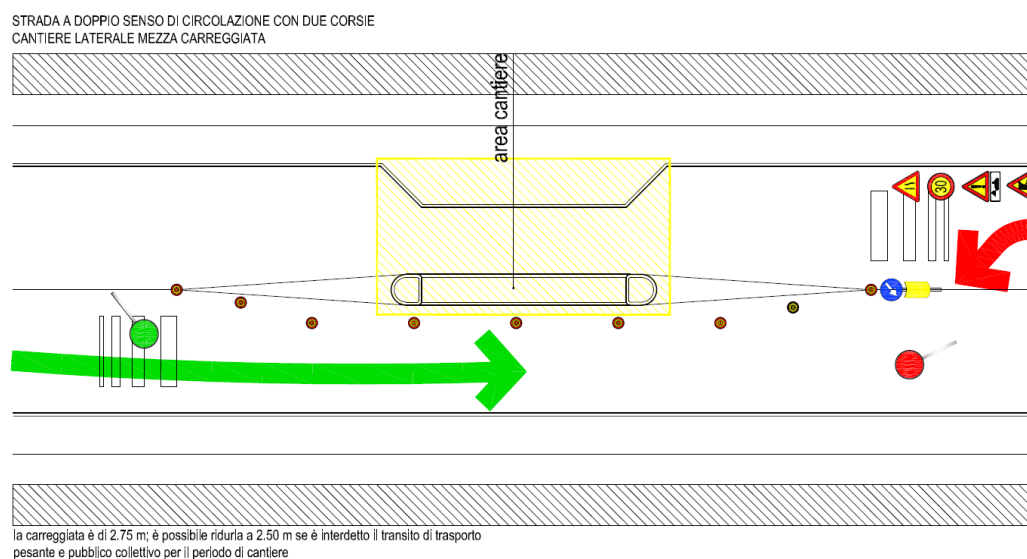 STRADA A DOPPIO SENSO DI CIRCOLAZIONE CON DUE CORSIE
CANTIERE LATERALE MEZZA CARREGGIATA
area cantiere
30
la carreggiata è di 2.75 m; è possibile ridurla a 2.50 m se è interdetto il transito di trasporto
pesante e pubblico collettivo per il periodo di cantiere